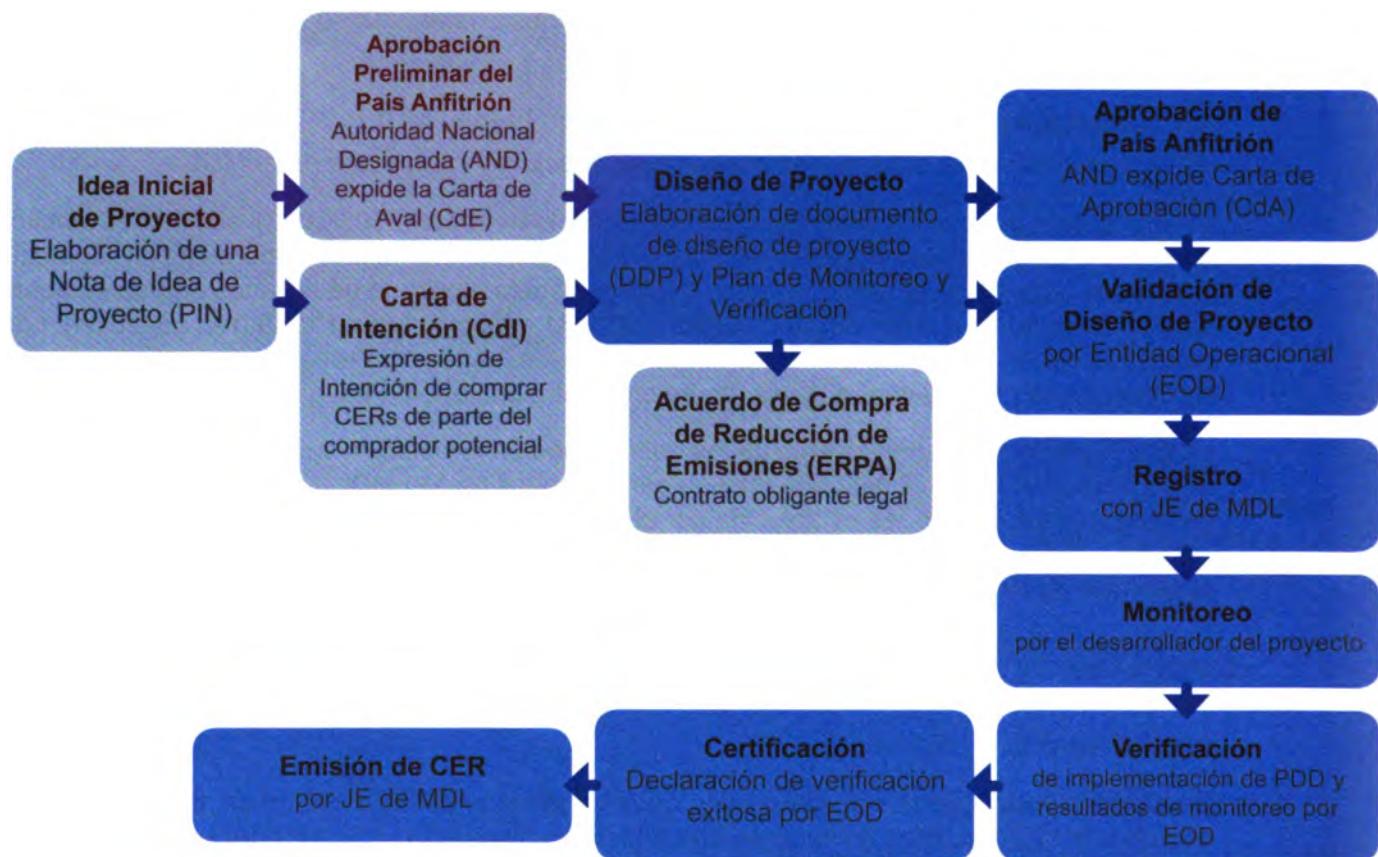 Idea Inicial
de Proyecto
Elaboración de una
Nota de Idea de
Proyecto (PIN)
Aprobación
Preliminar del
País Anfitrión
Autoridad Nacional
Designada (AND)
expide la Carta de
Aval (CdE)
Carta de
Intención (CdI)
Expresión de
Intención de comprar
CERs de parte del
comprador potencial
Diseño de Proyecto
Elaboración de documento
de diseño de proyecto
(DDP) y Plan de Monitoreo y
Verificación
Acuerdo de Compra
de Reducción de
Emisiones (ERPA)
Contrato obligante legal
Aprobación de
País Anfitrión
AND expide Carta de
Aprobación (CdA)
Validación de
Diseño de Proyecto
por Entidad Operacional
(EOD)
Registro
con JE de MDL
Monitoreo
por el desarrollador del proyecto
Verificación
de implementación de PDD y
resultados de monitoreo por
EOD
Certificación
Declaración de verificación
exitosa por EOD
Emisión de CER
por JE de MDL